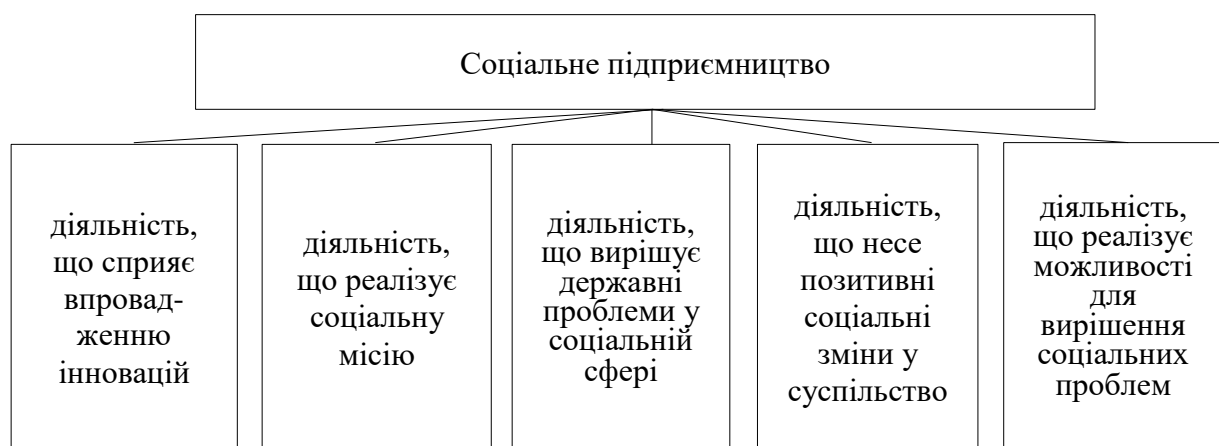 Соціальне підприємництво
діяльність,
що сприяє
впровад-
женню
інновацій
діяльність,
що реалізує
соціальну
місію
діяльність,
що вирішує
державні
проблеми у
соціальній
сфері
діяльність,
що несе
позитивні
соціальні
зміни у
суспільство
діяльність,
що реалізує
можливості
для
вирішення
соціальних
проблем